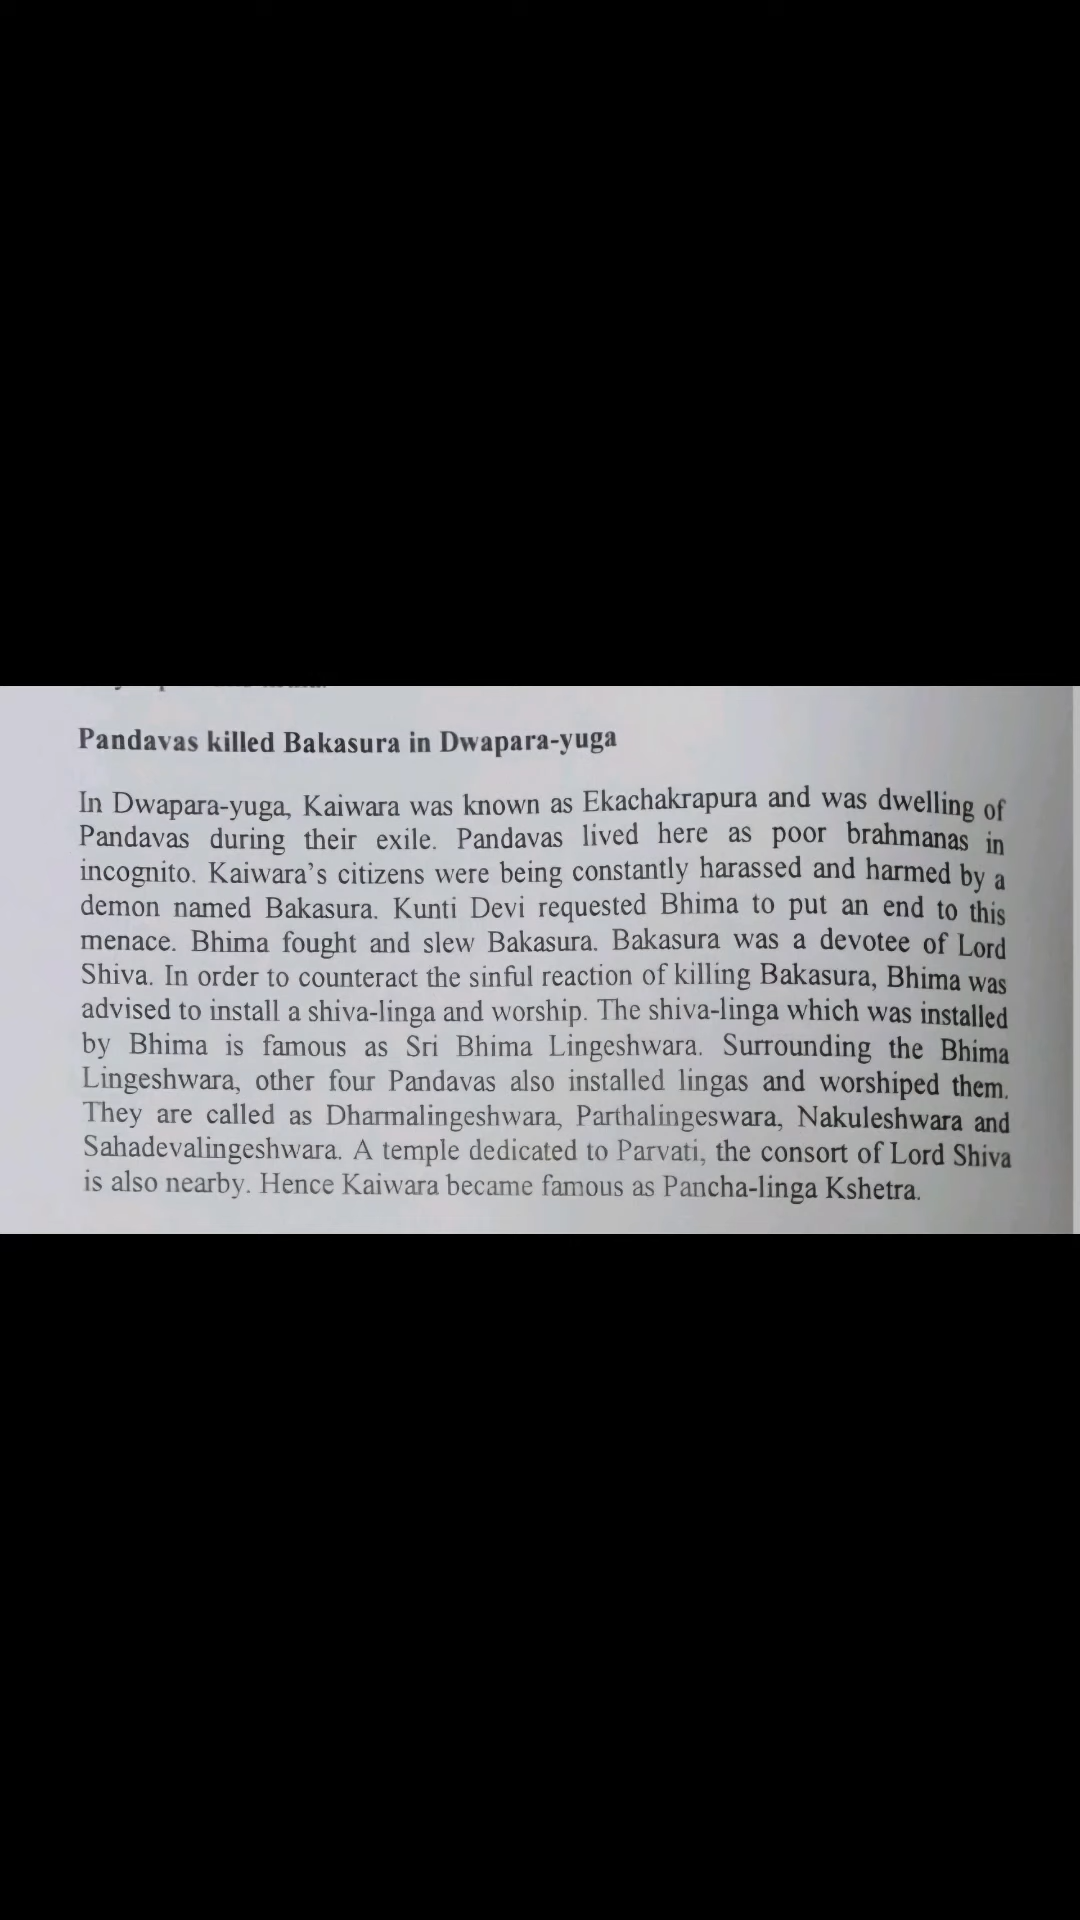 Pandavas killed Bakasura in Dwapara-yuga
In Dwapara-yuga, Kaiwara was known as Ekachakrapura and was dwelling of
Pandavas during their exile. Pandavas lived here as poor brahmanas in
incognito. Kaiwara's citizens were being constantly harassed and harmed by a
demon named Bakasura. Kunti Devi requested Bhima to put an end to this
menace. Bhima fought and slew Bakasura. Bakasura was a devotee of Lord
Shiva. In order to counteract the sinful reaction of killing Bakasura, Bhima was
advised to install a shiva-linga and worship. The shiva-linga which was installed
by Bhima is famous as Sri Bhima Lingeshwara. Surrounding the Bhima
Lingeshwara, other four Pandavas also installed lingas and worshiped them.
They are called as Dharmalingeshwara, Parthalingeswara, Nakuleshwara and
Sahadevalingeshwara. A temple dedicated to Parvati, the consort of Lord Shiva
is also nearby. Hence Kaiwara became famous as Pancha-linga Kshetra.